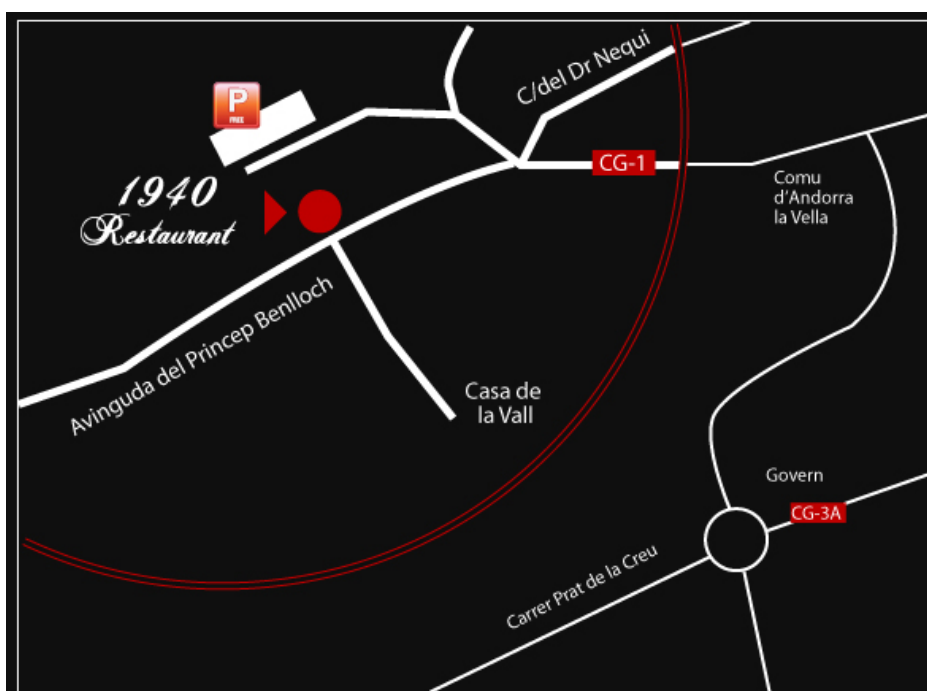 C/del Dr Nequi
P
FREE
CG-1
1940
Restaurant
Comu
d'Andorra
la Vella
Avinguda del Princep Benlloch
Casa de
la Vall
Govern
CG-3A
Carrer Prat de la Creu